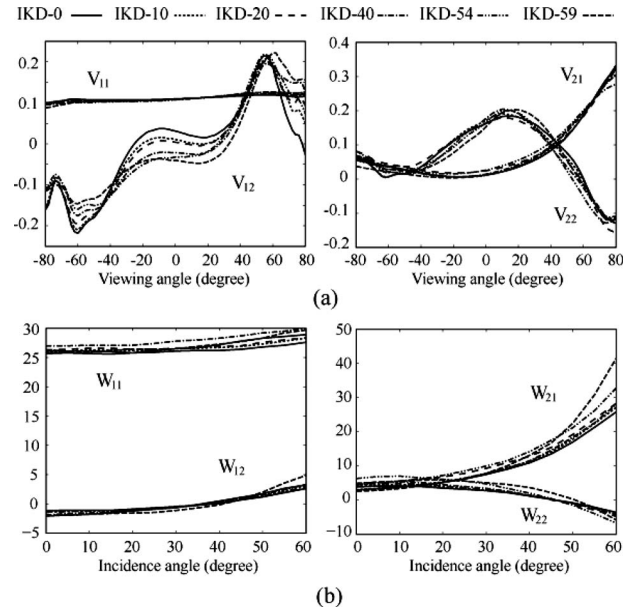 IKD-0 IKD-10 IKD-20 IKD-40 IKD-54 IKD-59
0.2
0.1
0
-0.1
-0.2
V11
V12
-80 -60 -40 -20 0 20 40 60 80
Viewing angle (degree)
0.4
0.3
0.2
0.1
0
-0.1
0.2
V21
V22
-80 -60 -40 -20 0 20 40 60 80
Viewing angle (degree)
(a)
30
25
20
15
10
5
0
−5
W11
W12
0 10 20 30 40 50 60
Incidence angle (degree)
50
40
30
20
10
0
−10
W21
W22
0 10 20 30 40 50 60
Incidence angle (degree)
(b)